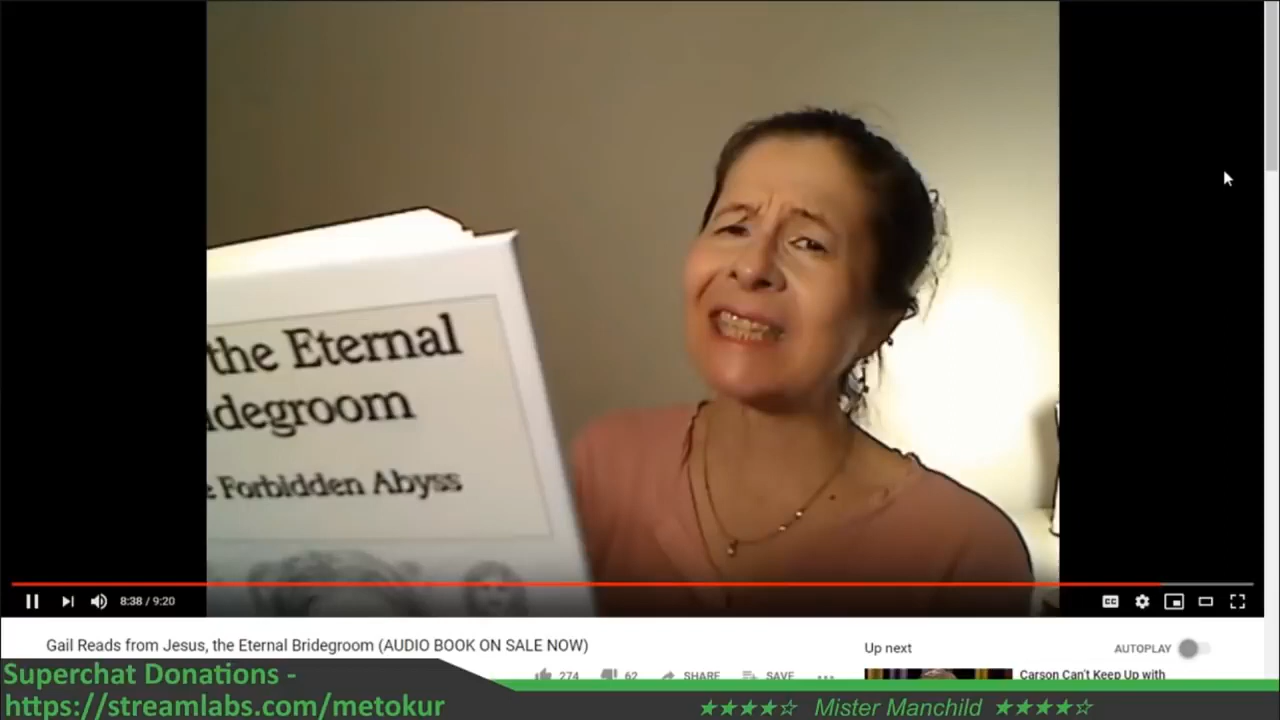 the Eternal
idegroom
e Forbidden Abyss
8:38 / 9:20
CC
Gail Reads from Jesus, the Eternal Bridegroom (AUDIO BOOK ON SALE NOW)
Up next
AUTOPLAY
274
62
SHARE
SAVE
Carson Can't Keep Up with
Superchat Donations -
https://streamlabs.com/metokur
★★★★☆ Mister Manchild ★★★★☆